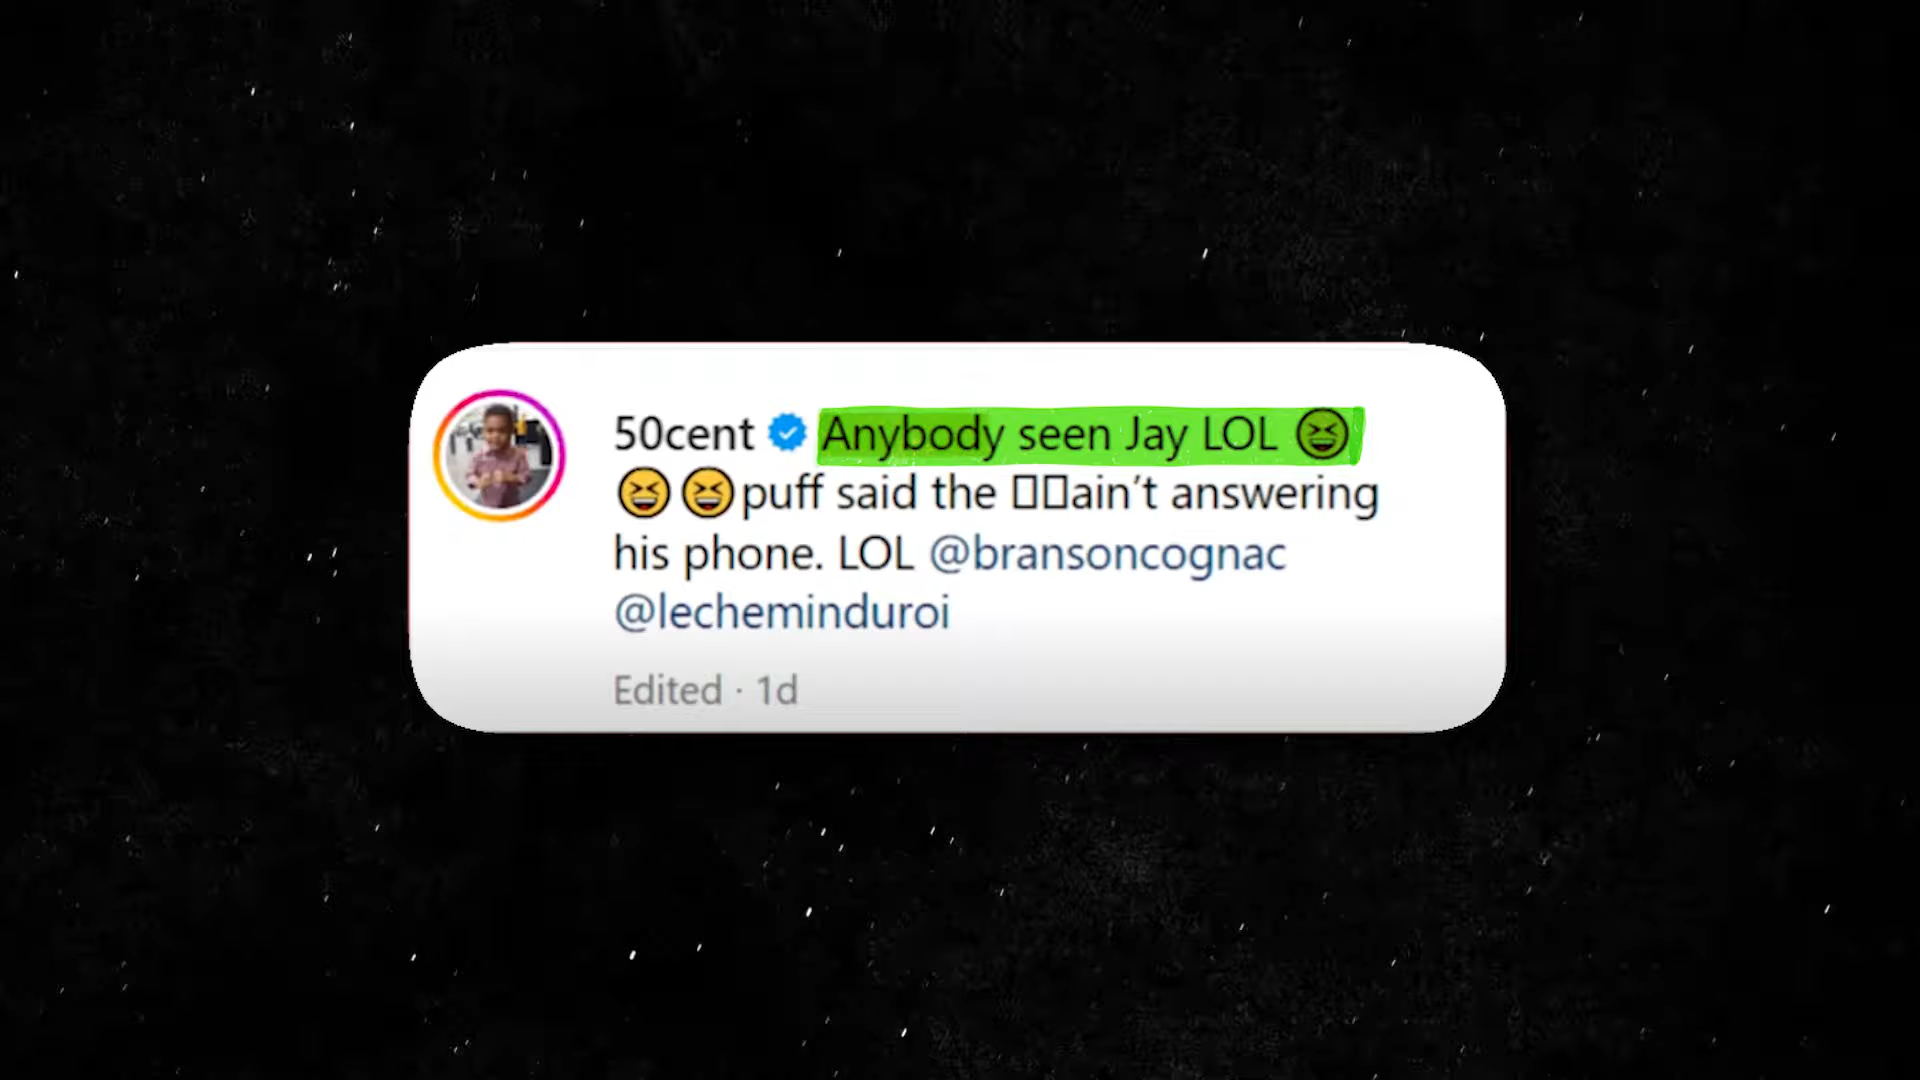 50cent Anybody seen Jay LOL 😆
😆😆puff said the □□ain't answering
his phone. LOL @bransoncognac
@lecheminduroi
Edited · 1d